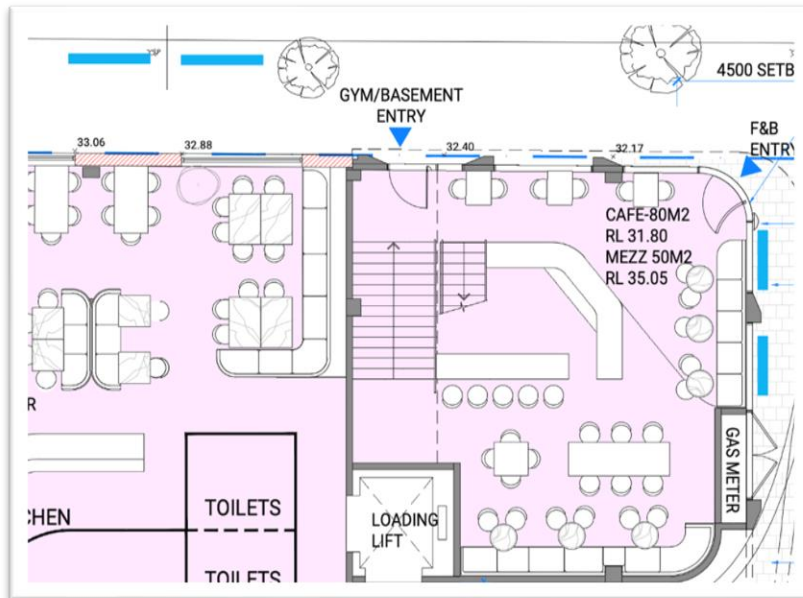 4500 SETB
GYM/BASEMENT
ENTRY
F&B
ENTRY
33.06
32.88
32.40
32.17
CAFE-80M2
RL 31.80
MEZZ 50M2
RL 35.05
R
GAS METER
CHEN
TOILETS
LOADING
LIFT
TOILETS